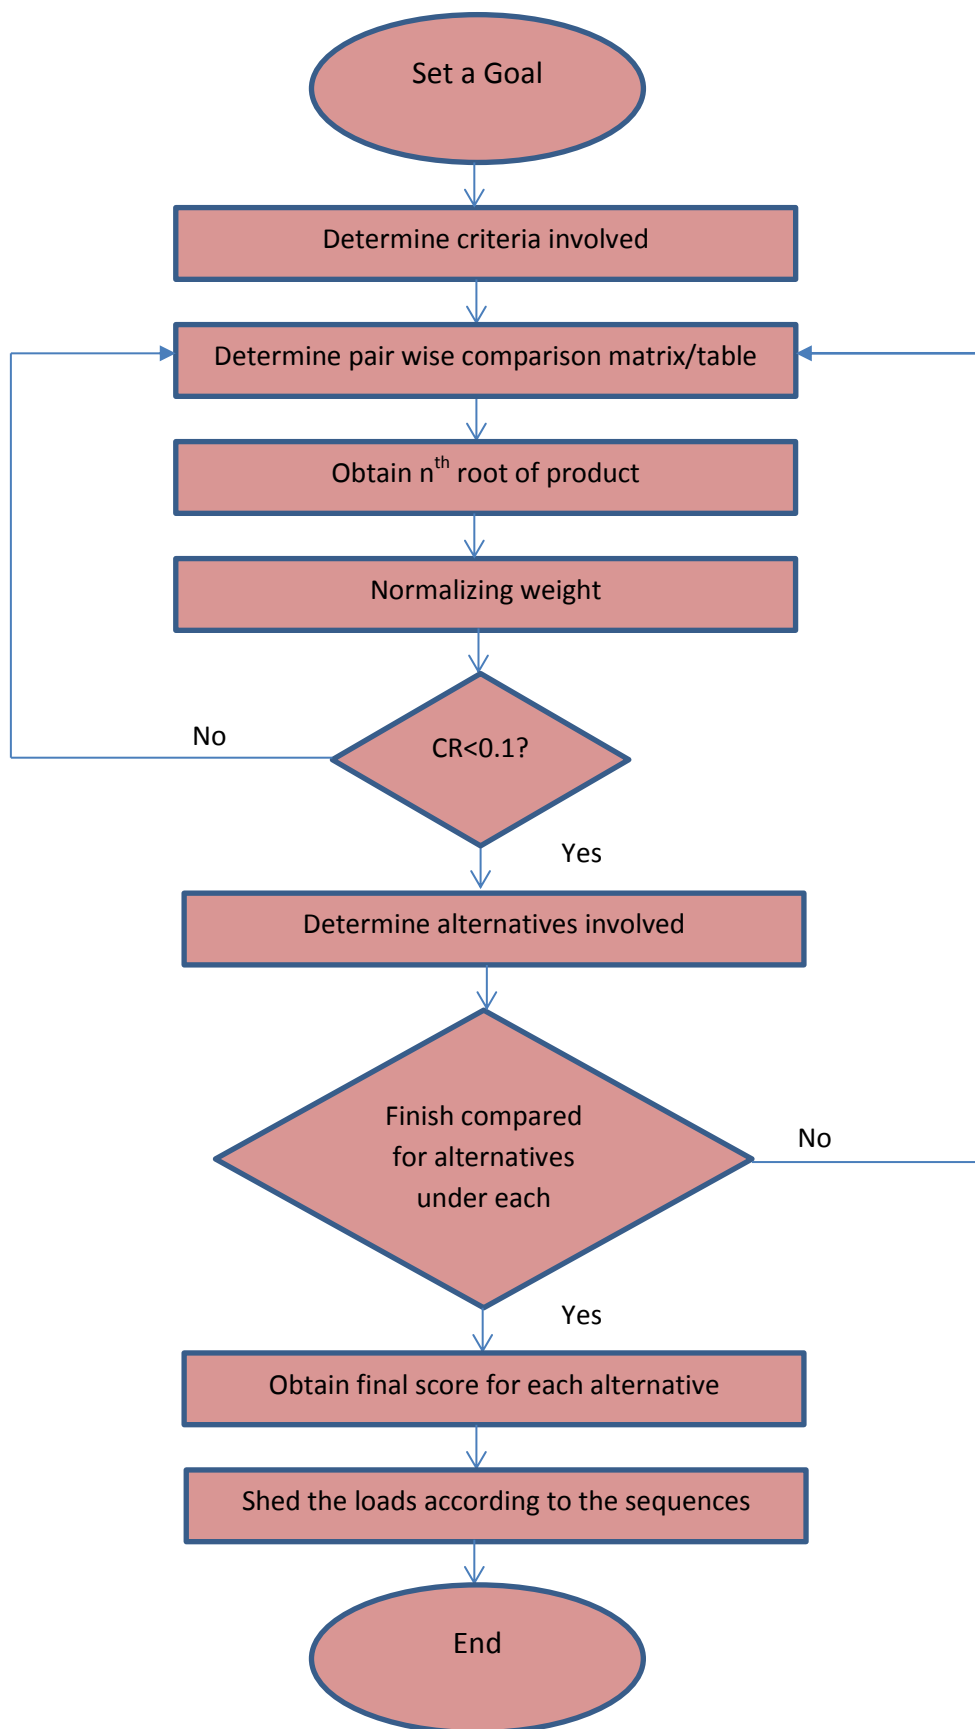 Set a Goal
Determine criteria involved
Determine pair wise comparison matrix/table
Obtain nth root of product
Normalizing weight
CR<0.1?
No
Yes
Determine alternatives involved
Finish compared
for alternatives
under each
No
Yes
Obtain final score for each alternative
Shed the loads according to the sequences
End